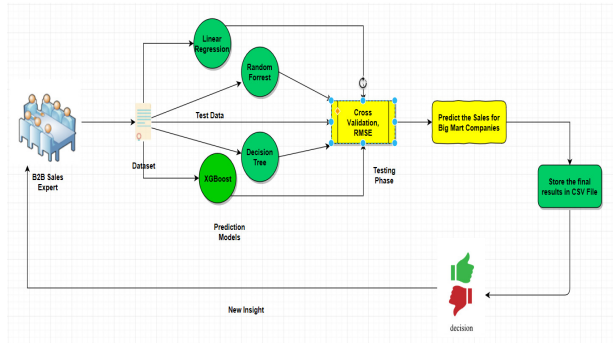 Linear
Regression
Random
Forrest
Test Data
Cross
Validation,
RMSE
Predict the Sales for
Big Mart Companies
B2B Sales
Expert
Dataset
Decision
Tree
XGBoost
Testing
Phase
Store the final
results in CSV File
Prediction
Models
New Insight
decision